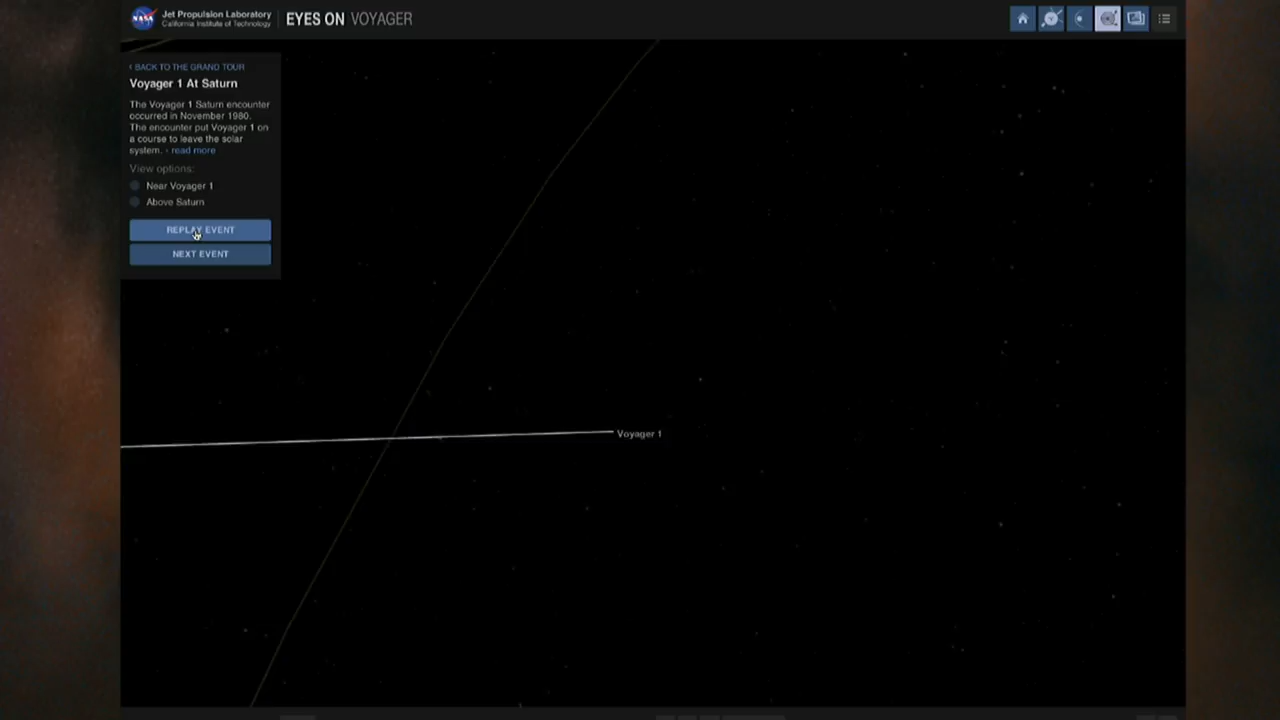 NASA
Jet Propulsion Laboratory
California Institute of Technology
EYES ON VOYAGER
‹ BACK TO THE GRAND TOUR
Voyager 1 At Saturn
The Voyager 1 Saturn encounter
occurred in November 1980.
The encounter put Voyager 1 on
a course to leave the solar
system. › read more
View options:
Near Voyager 1
Above Saturn
REPLAY EVENT
NEXT EVENT
Voyager 1